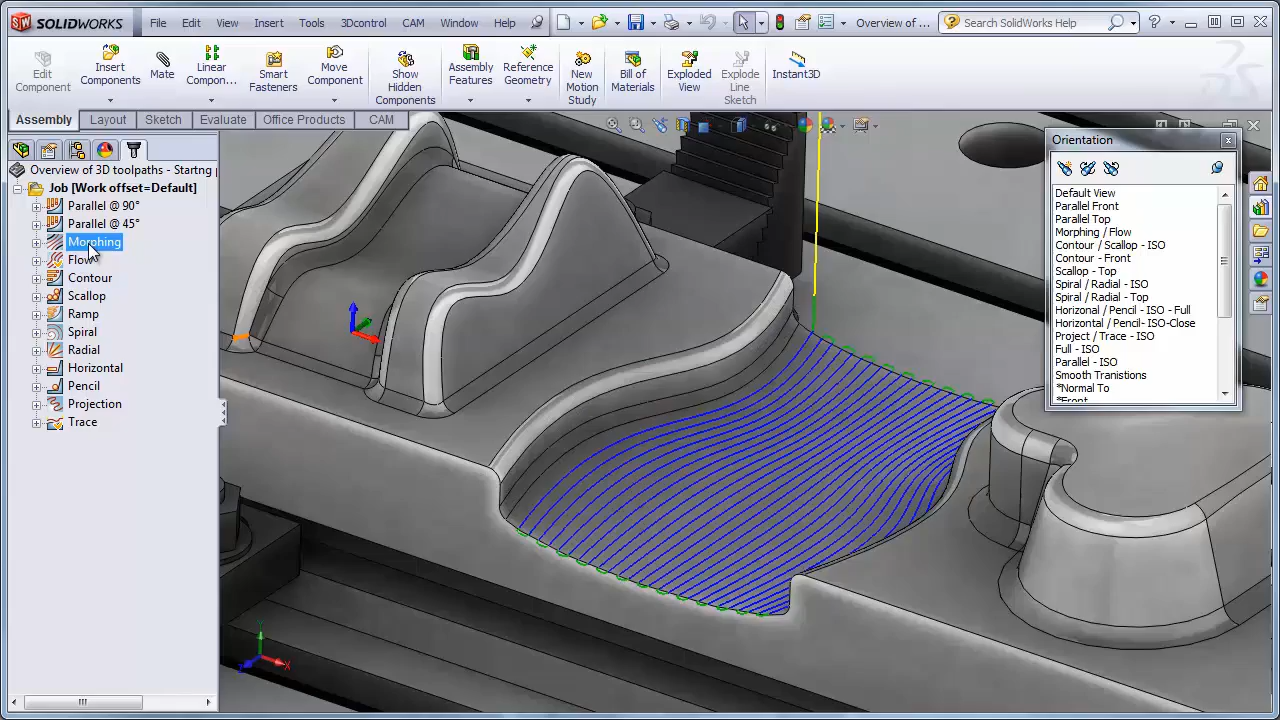 SOLIDWORKS File Edit View Insert Tools 3Dcontrol CAM Window Help Overview of ... Search SolidWorks Help
Edit Component
Insert Components
Mate
Linear Compon...
Smart Fasteners
Move Component
Show Hidden Components
Assembly Features
Reference Geometry
New Motion Study
Bill of Materials
Exploded View
Explode Line Sketch
Instant3D
Assembly Layout Sketch Evaluate Office Products CAM
Overview of 3D toolpaths - Startng
Job [Work offset=Default]
Parallel @ 90°
Parallel @ 45°
Morphing
Flow
Contour
Scallop
Ramp
Spiral
Radial
Horizontal
Pencil
Projection
Trace
Orientation
Default View
Parallel Front
Parallel Top
Morphing / Flow
Contour / Scallop - ISO
Contour - Front
Scallop - Top
Spiral / Radial - ISO
Spiral / Radial - Top
Horizonal / Pencil - ISO - Full
Horizontal / Pencil- ISO-Close
Project / Trace - ISO
Full - ISO
Parallel - ISO
Smooth Tranistions
*Normal To
*Front
Y
X
Z